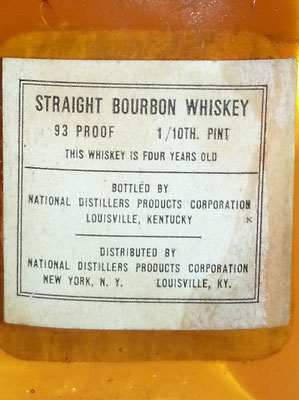 STRAIGHT BOURBON WHISKEY
93 PROOF 1/10TH. PINT
THIS WHISKEY IS FOUR YEARS OLD
BOTTLED BY
NATIONAL DISTILLERS PRODUCTS CORPORATION
LOUISVILLE, KENTUCKY K
DISTRIBUTED BY
NATIONAL DISTILLERS PRODUCTS CORPORATION
NEW YORK, N. Y. LOUISVILLE, KY.